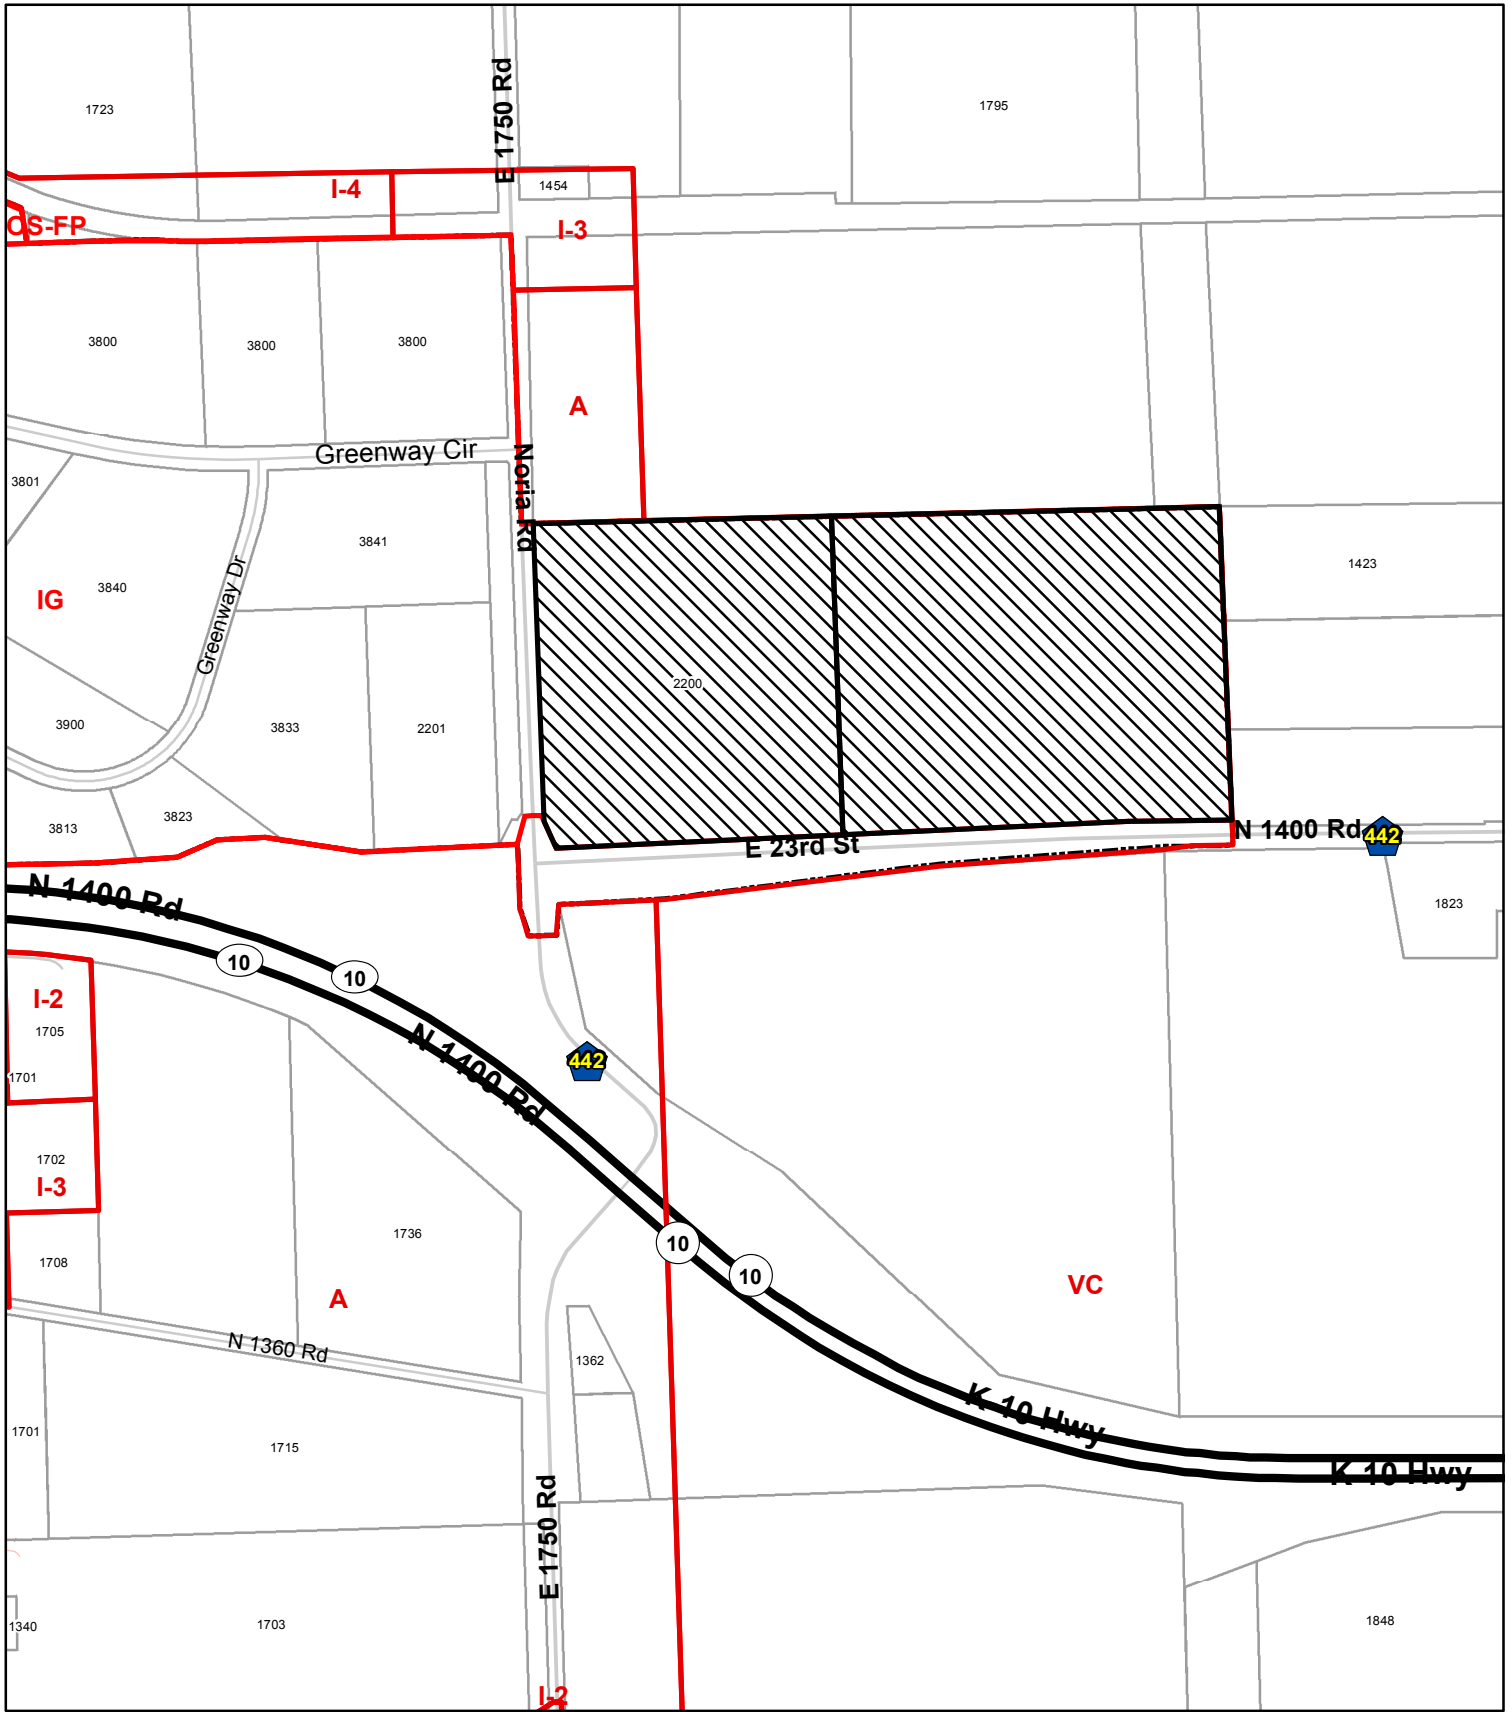 E 1750 Rd
1723
1795
I-4
1454
OS-FP
I-3
3800
3800
3800
A
Greenway Cir
Noria Rd
3801
3841
1423
3840
IG
Greenway Dr
2200
3900
3833
2201
3813
3823
E 23rd St
N 1400 Rd
442
N 1400 Rd
1823
10
10
I-2
1705
N 1400 Rd
442
1701
1702
I-3
1736
10
1708
10
VC
A
N 1360 Rd
1362
K 10 Hwy
1701
1715
K 10 Hwy
E 1750 Rd
1340
1703
1848
I-2